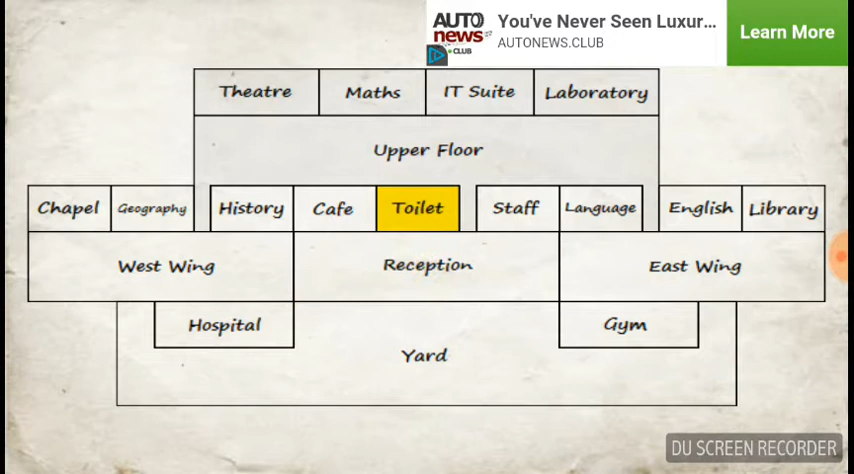 AUTO
news
CLUB
You've Never Seen Luxur...
AUTONEWS.CLUB
Learn More
Theatre
Maths
IT Suite
Laboratory
Upper Floor
Chapel
Geography
History
Cafe
Toilet
Staff
Language
English
Library
West Wing
Reception
East Wing
Hospital
Gym
Yard
DU SCREEN RECORDER